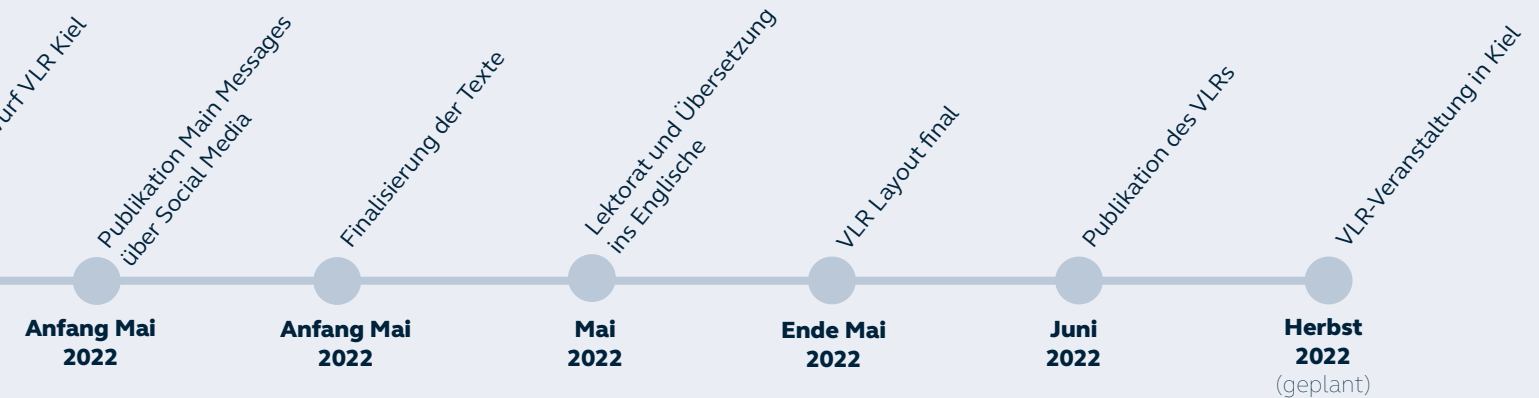 VLR Kiel
Publikation Main Messages
über Social Media
Finalisierung der Texte
Lektorat und Übersetzung
ins Englische
VLR Layout final
Publikation des VLRs
VLR-Veranstaltung in Kiel
Anfang Mai
2022
Anfang Mai
2022
Mai
2022
Ende Mai
2022
Juni
2022
Herbst
2022
(geplant)